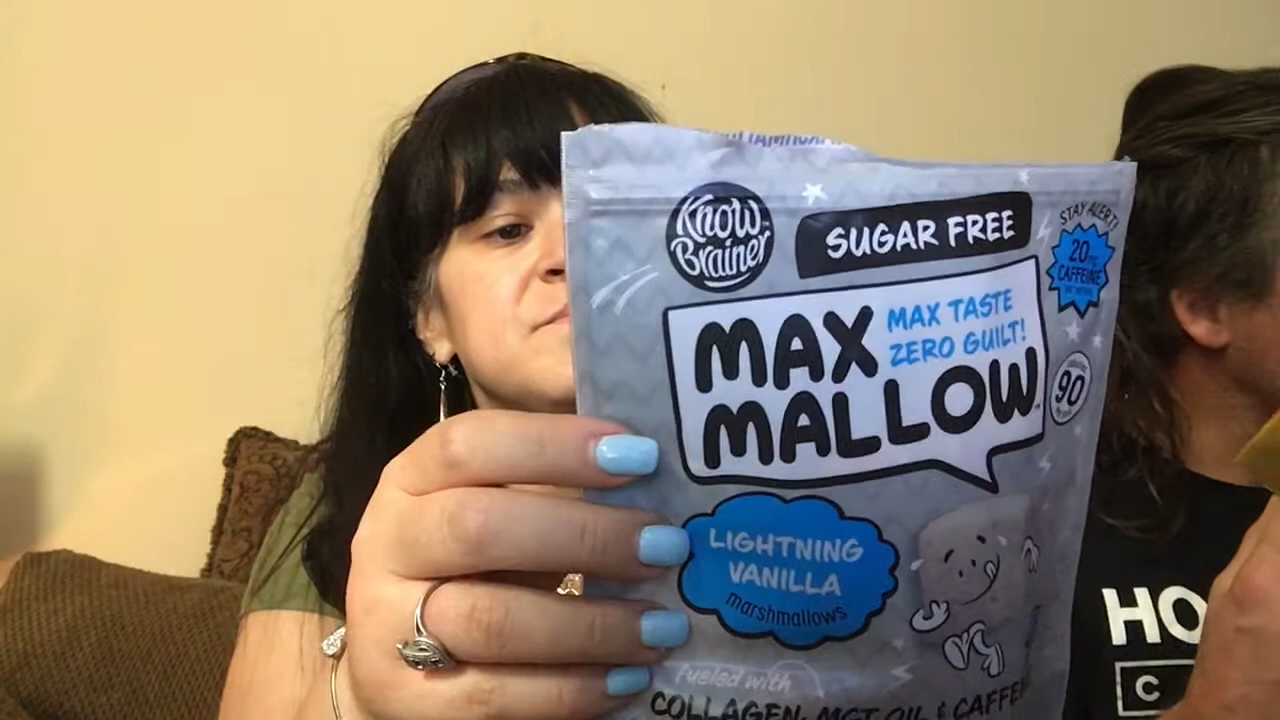 Know
Brainer
SUGAR FREE
STAY ALERT!
20mg
CAFFEINE
MAX
MALLOW
MAX TASTE
ZERO GUILT!
90
LIGHTNING
VANILLA
marshmallows
fueled with
COLLAGEN, MCT OIL & CAFFEI
HO
C